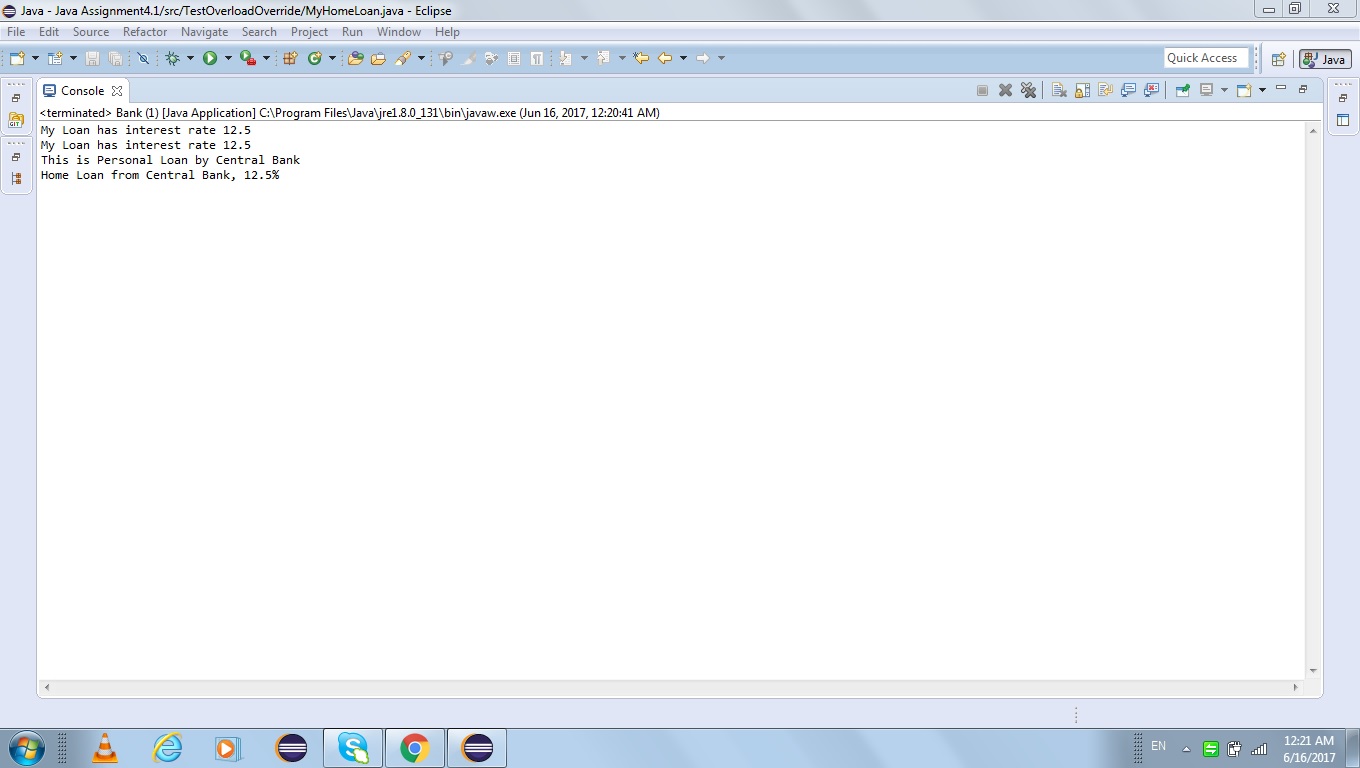 Java - Java Assignment4.1/src/TestOverloadOverride/MyHomeLoan.java - Eclipse
File Edit Source Refactor Navigate Search Project Run Window Help
Quick Access
Java
Console
<terminated> Bank (1) [Java Application] C:\Program Files\Java\jre1.8.0_131\bin\javaw.exe (Jun 16, 2017, 12:20:41 AM)
My Loan has interest rate 12.5
My Loan has interest rate 12.5
This is Personal Loan by Central Bank
Home Loan from Central Bank, 12.5%
EN
12:21 AM
6/16/2017